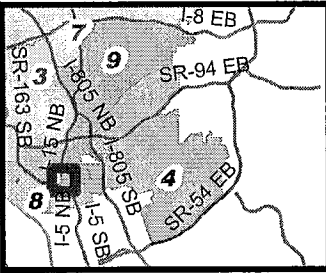 I-8 EB
7
9
3
SR-94 EB
SR-163 SB
I-805 NB
-15 NB
I-805 SB
4
8
I-5 NB
I-5 SB
SR-54 EB